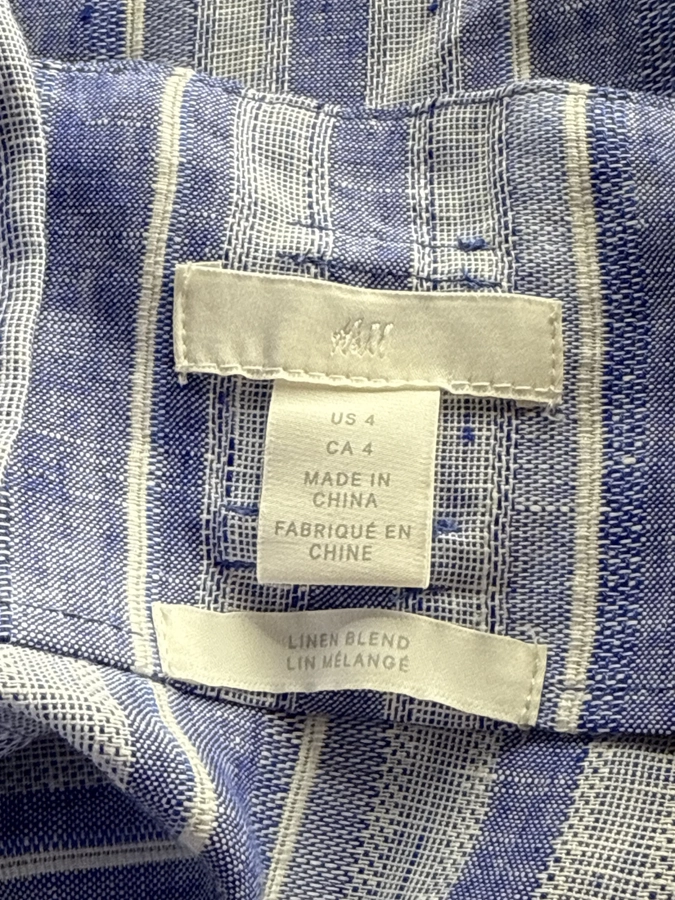 H&M
US 4
CA 4
MADE IN
CHINA
FABRIQUÉ EN
CHINE
LINEN BLEND
LIN MÉLANGÉ